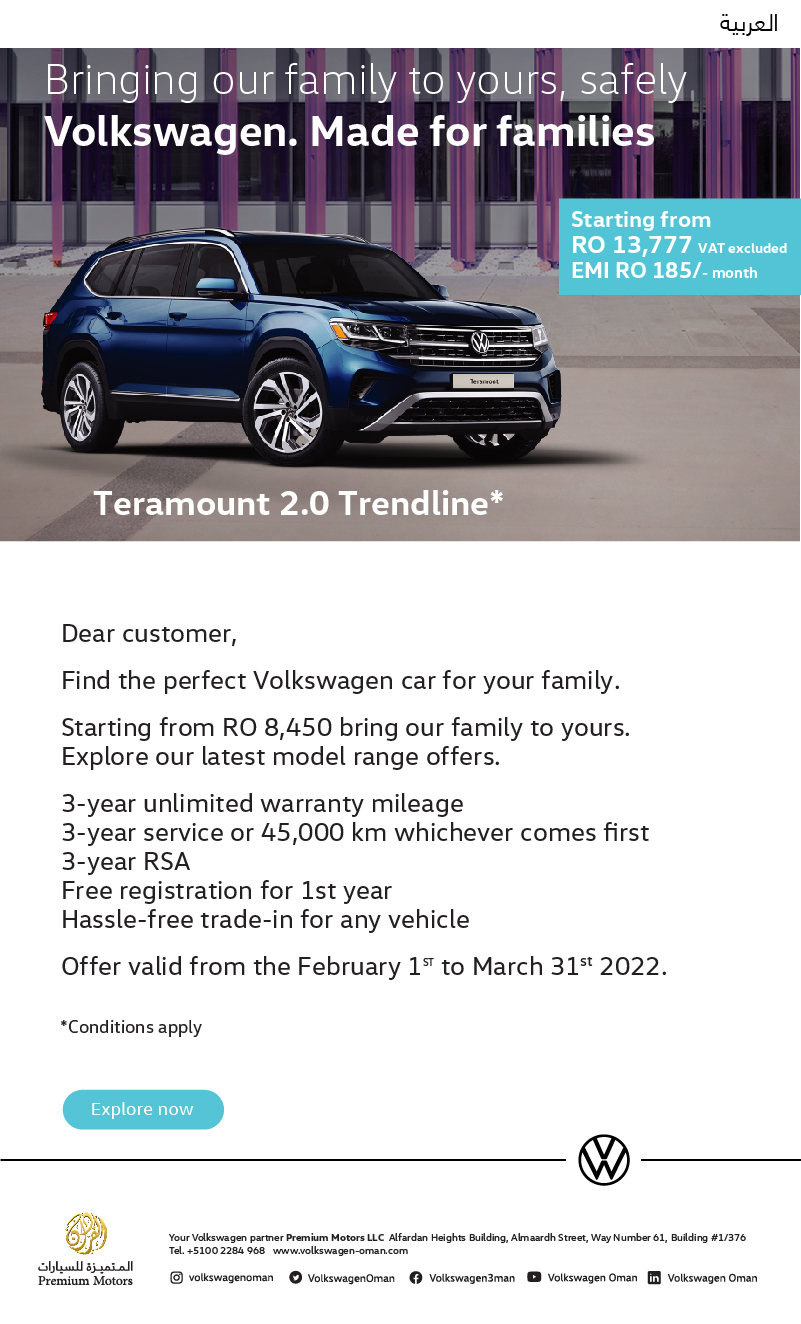 العربية
Bringing our family to yours, safely
Volkswagen. Made for families
Starting from
RO 13,777 VAT excluded
EMI RO 185/- month
Teramont
Teramount 2.0 Trendline*
Dear customer,
Find the perfect Volkswagen car for your family.
Starting from RO 8,450 bring our family to yours.
Explore our latest model range offers.
3-year unlimited warranty mileage
3-year service or 45,000 km whichever comes first
3-year RSA
Free registration for 1st year
Hassle-free trade-in for any vehicle
Offer valid from the February 1ST to March 31st 2022.
*Conditions apply
Explore now
Your Volkswagen partner Premium Motors LLC Alfardan Heights Building, Almaardh Street, Way Number 61, Building #1/376
Tel. +5100 2284 968 www.volkswagen-oman.com
المتميزة للسيارات
Premium Motors
volkswagenoman VolkswagenOman Volkswagen3man Volkswagen Oman Volkswagen Oman